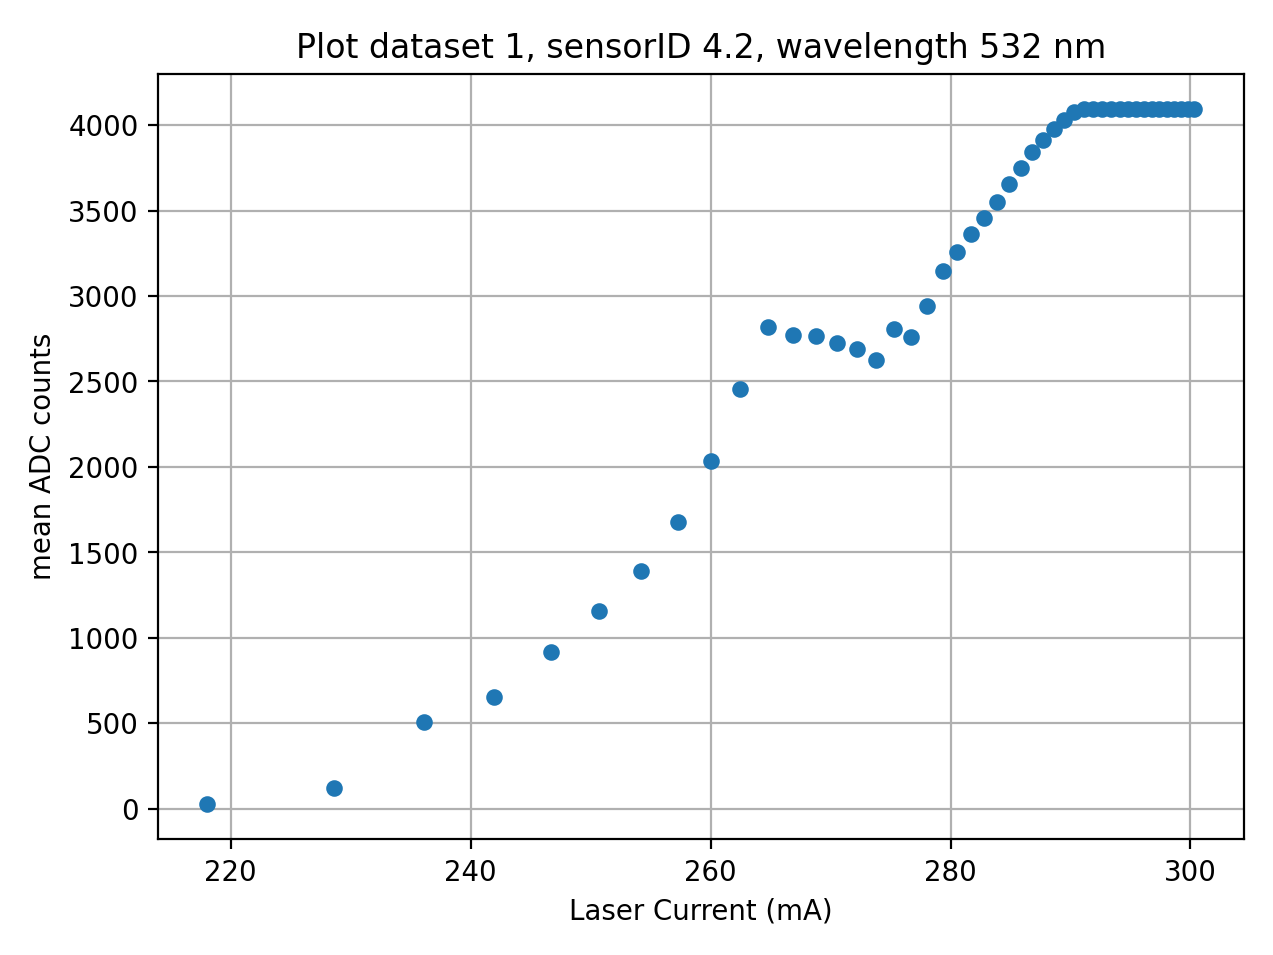 Plot dataset 1, sensorID 4.2, wavelength 532 nm
4000
3500
3000
2500
2000
1500
1000
500
0
mean ADC counts
220 240 260 280 300
Laser Current (mA)